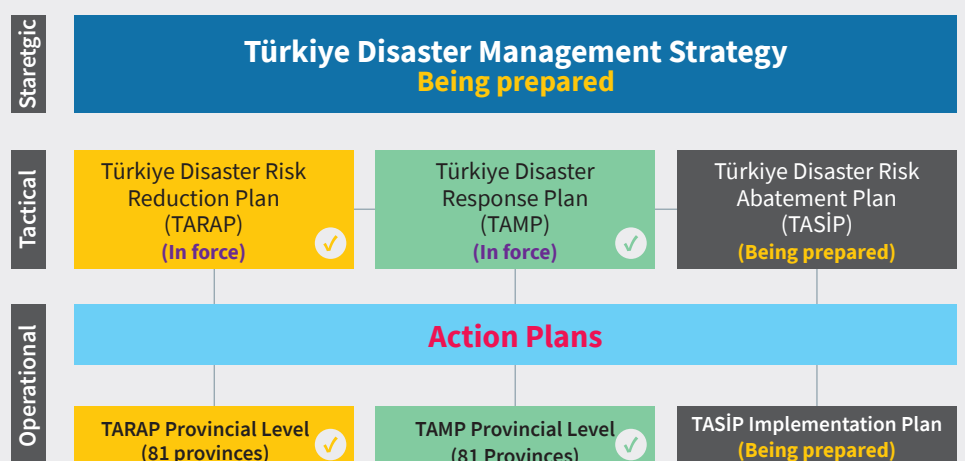 Staretgic
Türkiye Disaster Management Strategy
Being prepared
Tactical
Türkiye Disaster Risk
Reduction Plan
(TARAP)
(In force)
Türkiye Disaster
Response Plan
(TAMP)
(In force)
Türkiye Disaster Risk
Abatement Plan
(TASİP)
(Being prepared)
Operational
Action Plans
TARAP Provincial Level
(81 provinces)
TAMP Provincial Level
(81 Provinces)
TASİP Implementation Plan
(Being prepared)